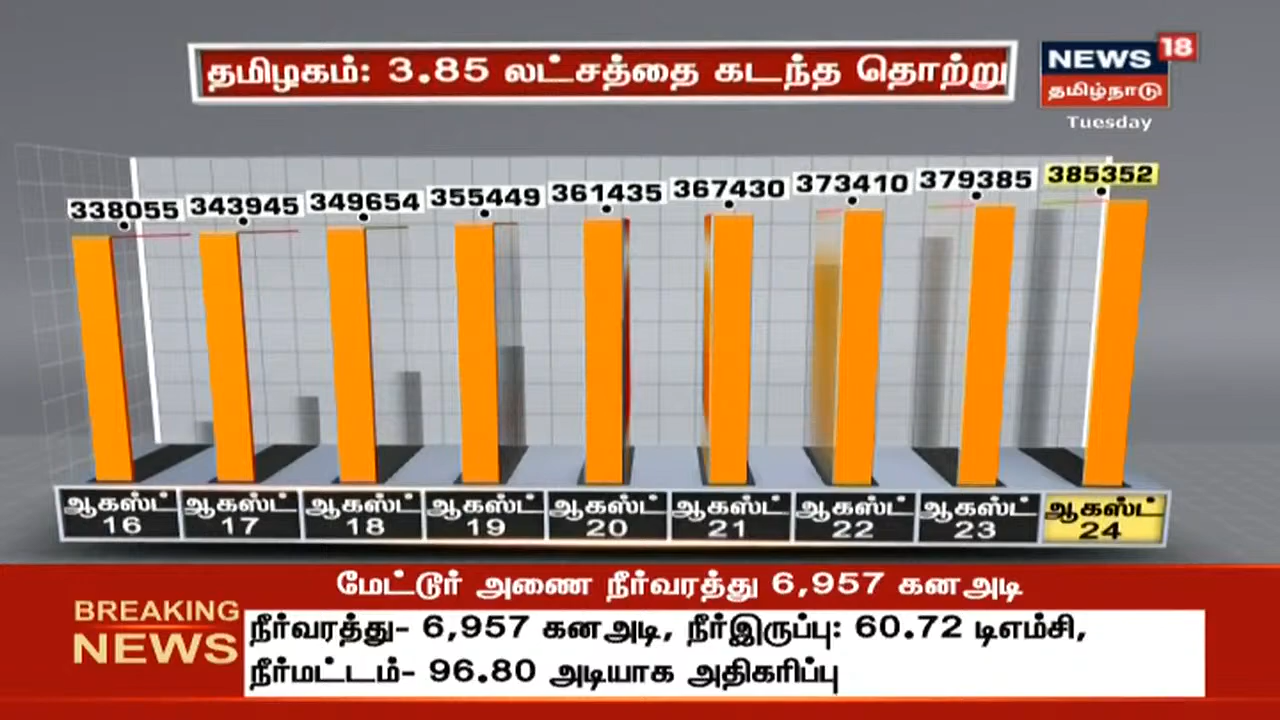 தமிழகம்: 3.85 லட்சத்தை கடந்த தொற்று
NEWS 18
தமிழ்நாடு
Tuesday
338055 343945 349654 355449 361435 367430 373410 379385 385352
ஆகஸ்ட் ஆகஸ்ட் ஆகஸ்ட் ஆகஸ்ட் ஆகஸ்ட் ஆகஸ்ட் ஆகஸ்ட் ஆகஸ்ட் ஆகஸ்ட்
16 17 18 19 20 21 22 23 24
மேட்டூர் அணை நீர்வரத்து 6,957 கனஅடி
BREAKING
NEWS
நீர்வரத்து- 6,957 கனஅடி, நீர்இருப்பு: 60.72 டிஎம்சி,
நீர்மட்டம்- 96.80 அடியாக அதிகரிப்பு